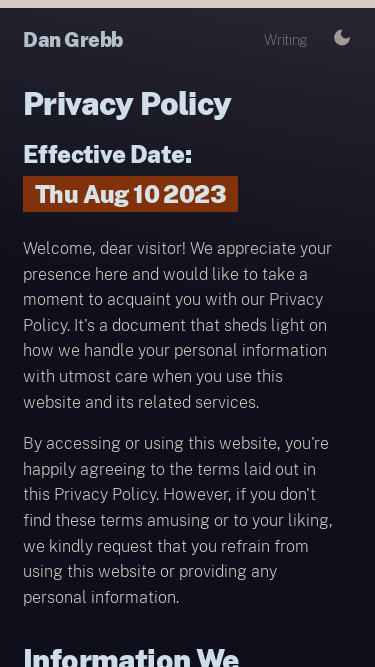 Dan Grebb
Writing
Privacy Policy
Effective Date:
Thu Aug 10 2023
Welcome, dear visitor! We appreciate your
presence here and would like to take a
moment to acquaint you with our Privacy
Policy. It's a document that sheds light on
how we handle your personal information
with utmost care when you use this
website and its related services.
By accessing or using this website, you're
happily agreeing to the terms laid out in
this Privacy Policy. However, if you don't
find these terms amusing or to your liking,
we kindly request that you refrain from
using this website or providing any
personal information.
Information We